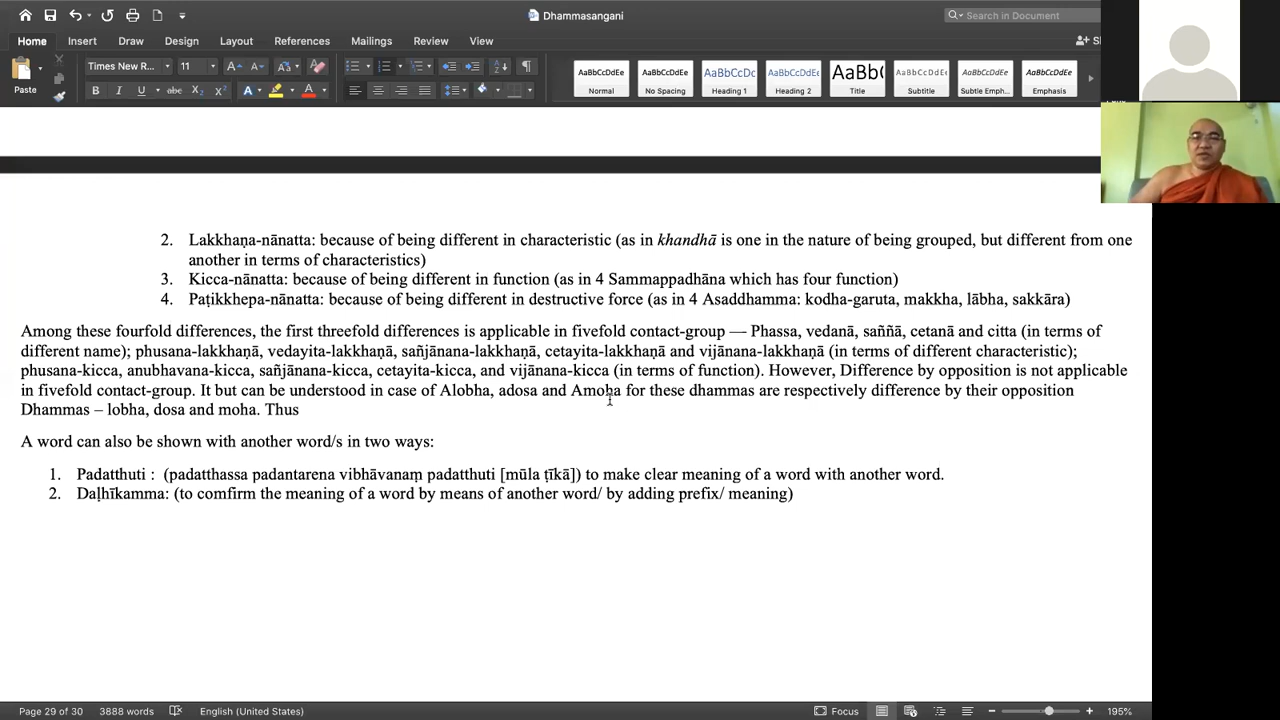 Dhammasangani
Search in Document
Home Insert Draw Design Layout References Mailings Review View
Paste
Times New R... 11
AaBbCcDdEe AaBbCcDdEe AaBbCcDc AaBbCcDdEe AaBb( AaBbCcDdEe AaBbCcDdEe AaBbCcDdEe
Normal No Spacing Heading 1 Heading 2 Title Subtitle Subtle Emph... Emphasis
2. Lakkhaṇa-nānatta: because of being different in characteristic (as in khandhā is one in the nature of being grouped, but different from one
another in terms of characteristics)
3. Kicca-nānatta: because of being different in function (as in 4 Sammappadhāna which has four function)
4. Paṭikkhepa-nānatta: because of being different in destructive force (as in 4 Asaddhamma: kodha-garuta, makkha, lābha, sakkāra)
Among these fourfold differences, the first threefold differences is applicable in fivefold contact-group — Phassa, vedanā, saññā, cetanā and citta (in terms of
different name); phusana-lakkhaṇā, vedayita-lakkhaṇā, sañjānana-lakkhaṇā, cetayita-lakkhaṇā and vijānana-lakkhaṇā (in terms of different characteristic);
phusana-kicca, anubhavana-kicca, sañjānana-kicca, cetayita-kicca, and vijānana-kicca (in terms of function). However, Difference by opposition is not applicable
in fivefold contact-group. It but can be understood in case of Alobha, adosa and Amoha for these dhammas are respectively difference by their opposition
Dhammas – lobha, dosa and moha. Thus
A word can also be shown with another word/s in two ways:
1. Padatthuti : (padatthassa padantarena vibhāvanaṃ padatthuti [mūla ṭīkā]) to make clear meaning of a word with another word.
2. Daḷhīkamma: (to comfirm the meaning of a word by means of another word/ by adding prefix/ meaning)
Page 29 of 30 3888 words English (United States) Focus 195%